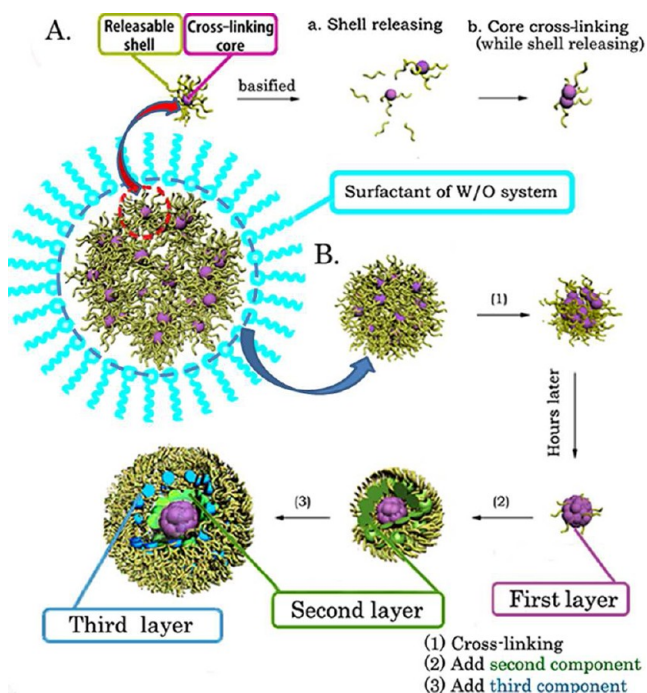 A.
Releasable
shell
Cross-linking
core
basified
a. Shell releasing
b. Core cross-linking
(while shell releasing)
Surfactant of W/O system
B.
(1)
Hours later
(3)
(2)
Third layer
Second layer
First layer
(1) Cross-linking
(2) Add second component
(3) Add third component